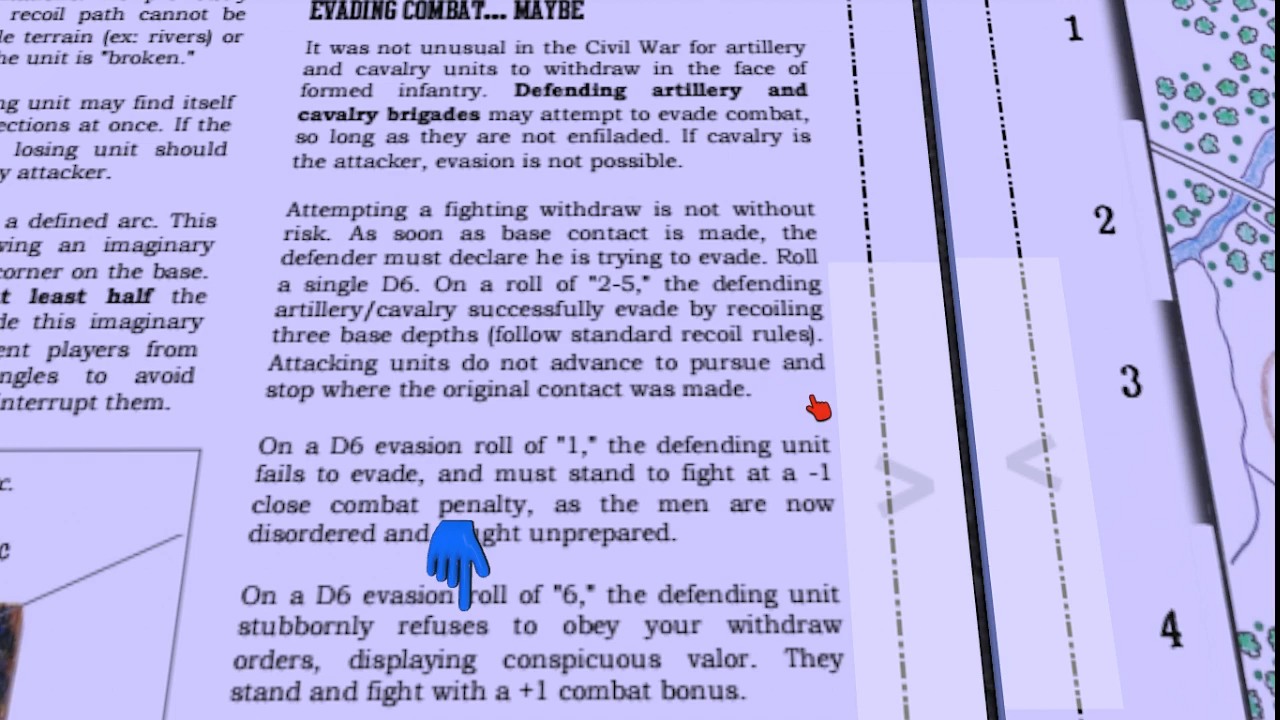 recoil path cannot be
terrain (ex: rivers) or
unit is "broken."
unit may find itself
at once. If the
losing unit should
attacker.
a defined arc. This
an imaginary
corner on the base.
least half the
this imaginary
players from
to avoid
interrupt them.
EVADING COMBAT... MAYBE
It was not unusual in the Civil War for artillery
and cavalry units to withdraw in the face of
formed infantry. Defending artillery and
cavalry brigades may attempt to evade combat,
so long as they are not enfiladed. If cavalry is
the attacker, evasion is not possible.
Attempting a fighting withdraw is not without
risk. As soon as base contact is made, the
defender must declare he is trying to evade. Roll
a single D6. On a roll of "2-5," the defending
artillery/cavalry successfully evade by recoiling
three base depths (follow standard recoil rules).
Attacking units do not advance to pursue and
stop where the original contact was made.
On a D6 evasion roll of "1," the defending unit
fails to evade, and must stand to fight at a -1
close combat penalty, as the men are now
disordered and unprepared.
On a D6 evasion roll of "6," the defending unit
stubbornly refuses to obey your withdraw
orders, displaying conspicuous valor. They
stand and fight with a +1 combat bonus.
> <
1
2
3
4